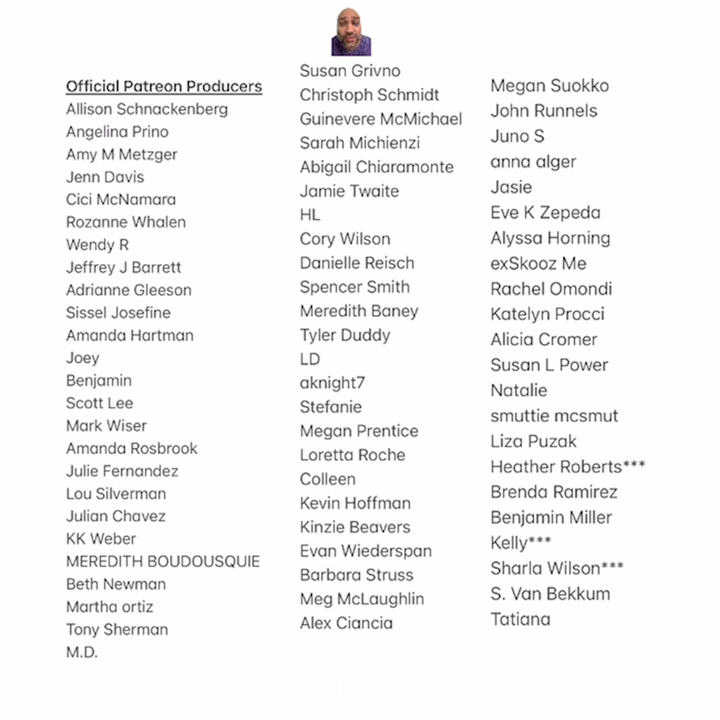 Official Patreon Producers
Allison Schnackenberg
Angelina Prino
Amy M Metzger
Jenn Davis
Cici McNamara
Rozanne Whalen
Wendy R
Jeffrey J Barrett
Adrianne Gleeson
Sissel Josefine
Amanda Hartman
Joey
Benjamin
Scott Lee
Mark Wiser
Amanda Rosbrook
Julie Fernandez
Lou Silverman
Julian Chavez
KK Weber
MEREDITH BOUDOUSQUIE
Beth Newman
Martha ortiz
Tony Sherman
M.D.
Susan Grivno
Christoph Schmidt
Guinevere McMichael
Sarah Michienzi
Abigail Chiaramonte
Jamie Twaite
HL
Cory Wilson
Danielle Reisch
Spencer Smith
Meredith Baney
Tyler Duddy
LD
aknight7
Stefanie
Megan Prentice
Loretta Roche
Colleen
Kevin Hoffman
Kinzie Beavers
Evan Wiederspan
Barbara Struss
Meg McLaughlin
Alex Ciancia
Megan Suokko
John Runnels
Juno S
anna alger
Jasie
Eve K Zepeda
Alyssa Horning
exSkooz Me
Rachel Omondi
Katelyn Procci
Alicia Cromer
Susan L Power
Natalie
smuttie mcsmut
Liza Puzak
Heather Roberts***
Brenda Ramirez
Benjamin Miller
Kelly***
Sharla Wilson***
S. Van Bekkum
Tatiana